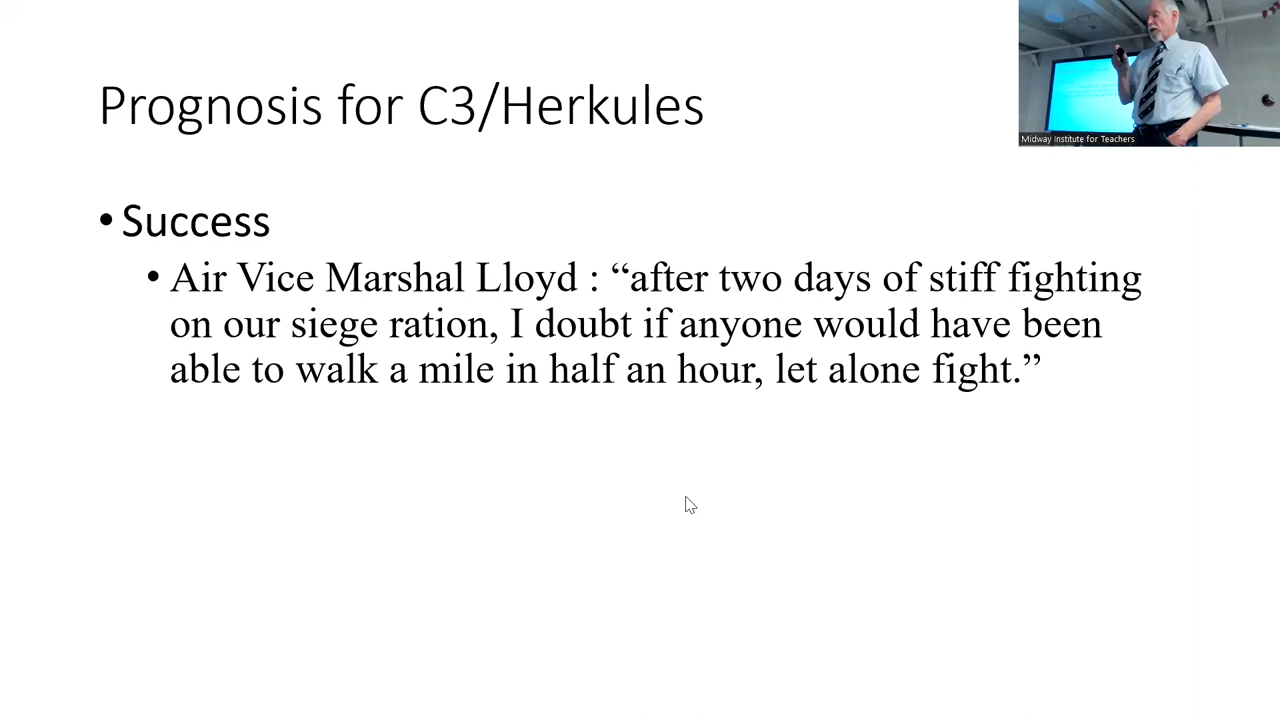 Prognosis for C3/Herkules
Midway Institute for Teachers
• Success
• Air Vice Marshal Lloyd : “after two days of stiff fighting
on our siege ration, I doubt if anyone would have been
able to walk a mile in half an hour, let alone fight.”